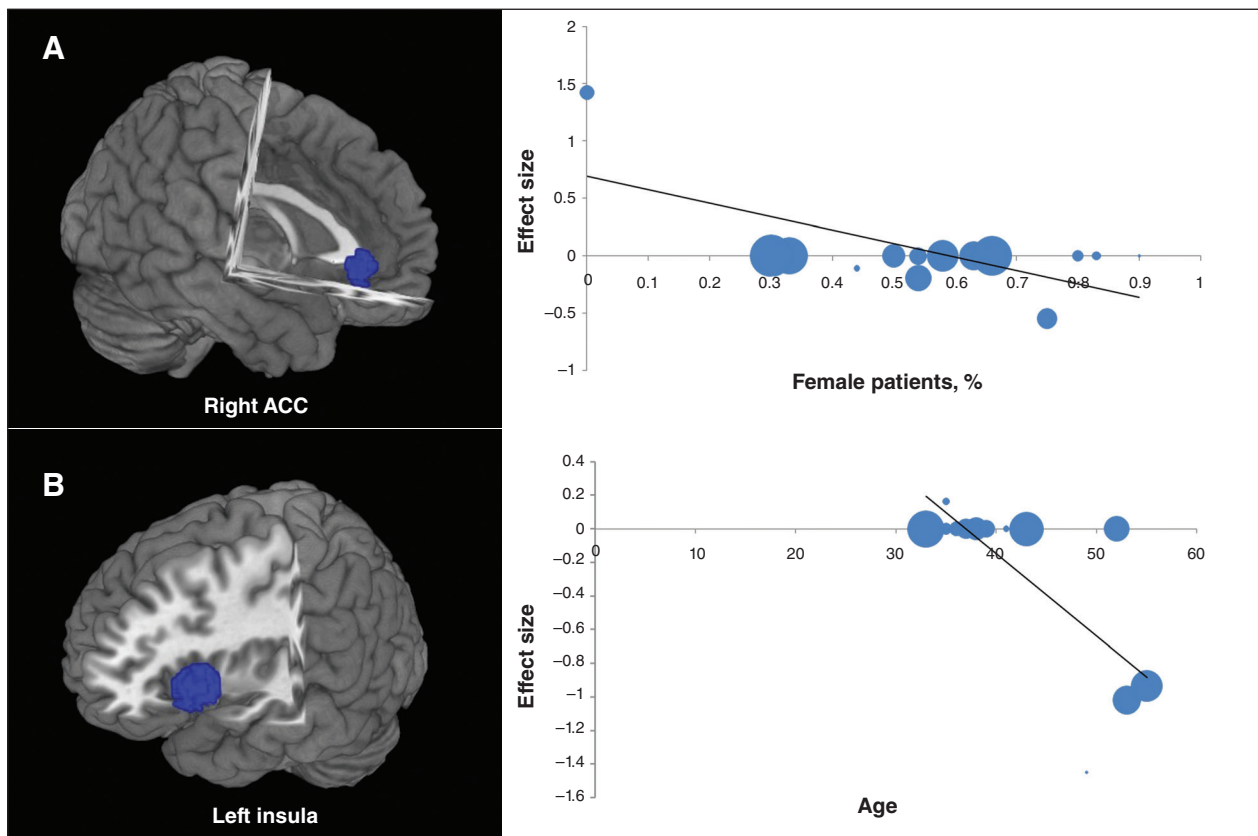 A
Right ACC
2
1.5
1
0.5
0
–0.5
–1
Effect size
0 0.1 0.2 0.3 0.4 0.5 0.6 0.7 0.8 0.9 1
Female patients, %
B
Left insula
0.4
0.2
0
–0.2
–0.4
–0.6
–0.8
–1
–1.2
–1.4
–1.6
Effect size
0 10 20 30 40 50 60
Age